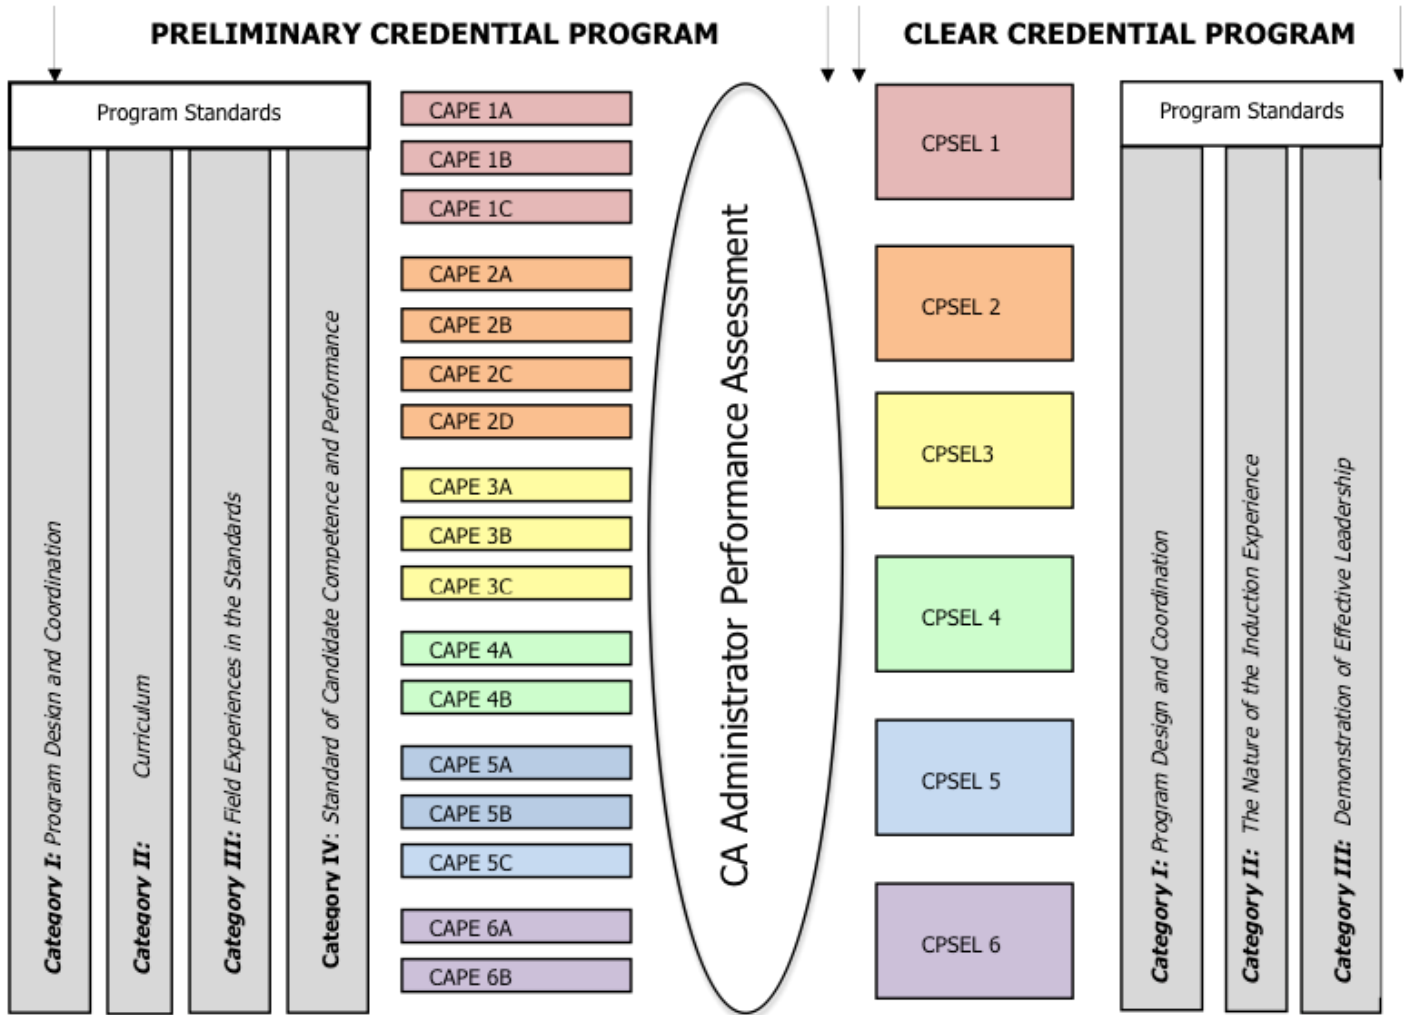 PRELIMINARY CREDENTIAL PROGRAM
CLEAR CREDENTIAL PROGRAM
Program Standards
Category I: Program Design and Coordination
Category II: Curriculum
Category III: Field Experiences in the Standards
Category IV: Standard of Candidate Competence and Performance
CAPE 1A
CAPE 1B
CAPE 1C
CAPE 2A
CAPE 2B
CAPE 2C
CAPE 2D
CAPE 3A
CAPE 3B
CAPE 3C
CAPE 4A
CAPE 4B
CAPE 5A
CAPE 5B
CAPE 5C
CAPE 6A
CAPE 6B
CA Administrator Performance Assessment
CPSEL 1
CPSEL 2
CPSEL3
CPSEL 4
CPSEL 5
CPSEL 6
Program Standards
Category I: Program Design and Coordination
Category II: The Nature of the Induction Experience
Category III: Demonstration of Effective Leadership